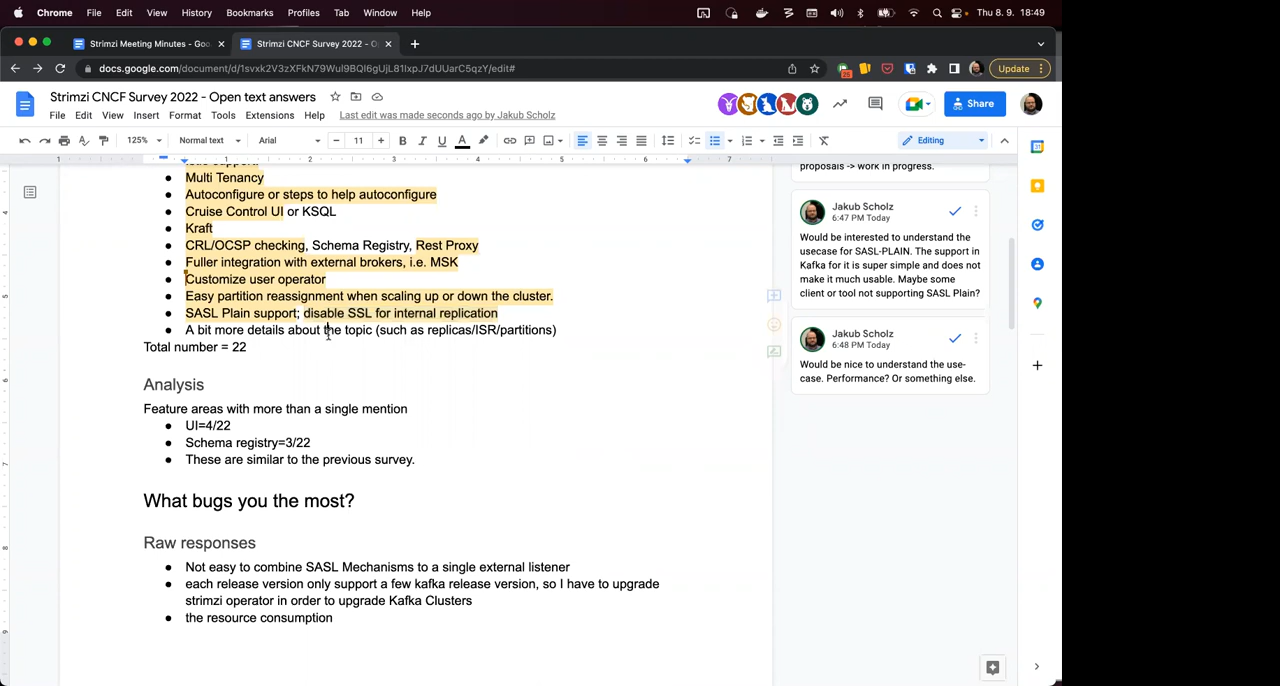 Chrome File Edit View History Bookmarks Profiles Tab Window Help Thu 8. 9. 18:49
Strimzi Meeting Minutes - Goo × Strimzi CNCF Survey 2022 - O × +
docs.google.com/document/d/1svxk2V3zXFkN79Wul9BQI6gUjL81lxpJ7dUUarC5qzY/edit# 26 Update
Strimzi CNCF Survey 2022 - Open text answers
File Edit View Insert Format Tools Extensions Help Last edit was made seconds ago by Jakub Scholz Share
125% Normal text Arial − 11 + B I U A Editing
1 1 2 3 4 5 6 7
Multi Tenancy
Autoconfigure or steps to help autoconfigure
Cruise Control UI or KSQL
Kraft
CRL/OCSP checking, Schema Registry, Rest Proxy
Fuller integration with external brokers, i.e. MSK
Customize user operator
Easy partition reassignment when scaling up or down the cluster.
SASL Plain support; disable SSL for internal replication
A bit more details about the topic (such as replicas/ISR/partitions)
Total number = 22
Analysis
Feature areas with more than a single mention
UI=4/22
Schema registry=3/22
These are similar to the previous survey.
What bugs you the most?
Raw responses
Not easy to combine SASL Mechanisms to a single external listener
each release version only support a few kafka release version, so I have to upgrade
strimzi operator in order to upgrade Kafka Clusters
the resource consumption
proposals -> work in progress.
Jakub Scholz
6:47 PM Today
Would be interested to understand the
usecase for SASL-PLAIN. The support in
Kafka for it is super simple and does not
make it much usable. Maybe some
client or tool not supporting SASL Plain?
Jakub Scholz
6:48 PM Today
Would be nice to understand the use-
case. Performance? Or something else.